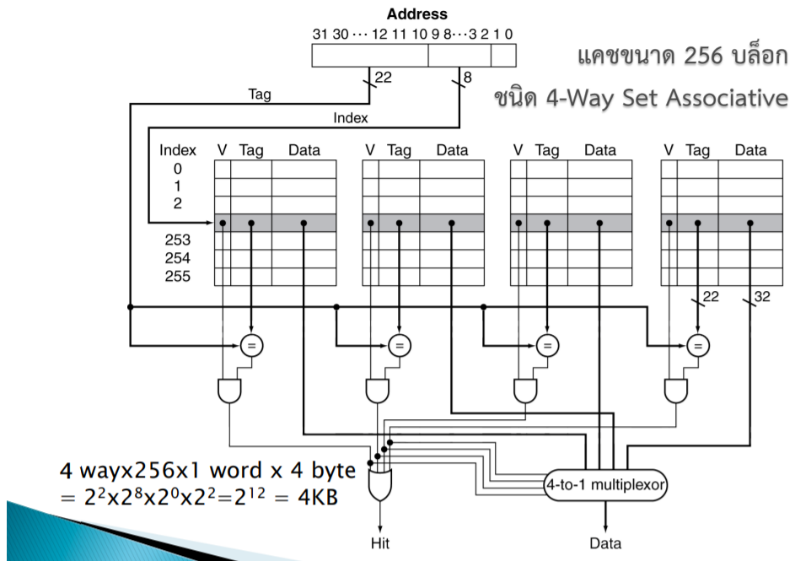 Address
31 30 ··· 12 11 10 9 8···3 2 1 0
แคชขนาด 256 บล็อก
ชนิด 4-Way Set Associative
22
8
Tag
Index
Index V Tag Data V Tag Data V Tag Data V Tag Data
0
1
2
253
254
255
22
32
= = = =
4 wayx256x1 word x 4 byte
= 2²x2⁸x2⁰x2²=2¹² = 4KB
4-to-1 multiplexor
Hit
Data